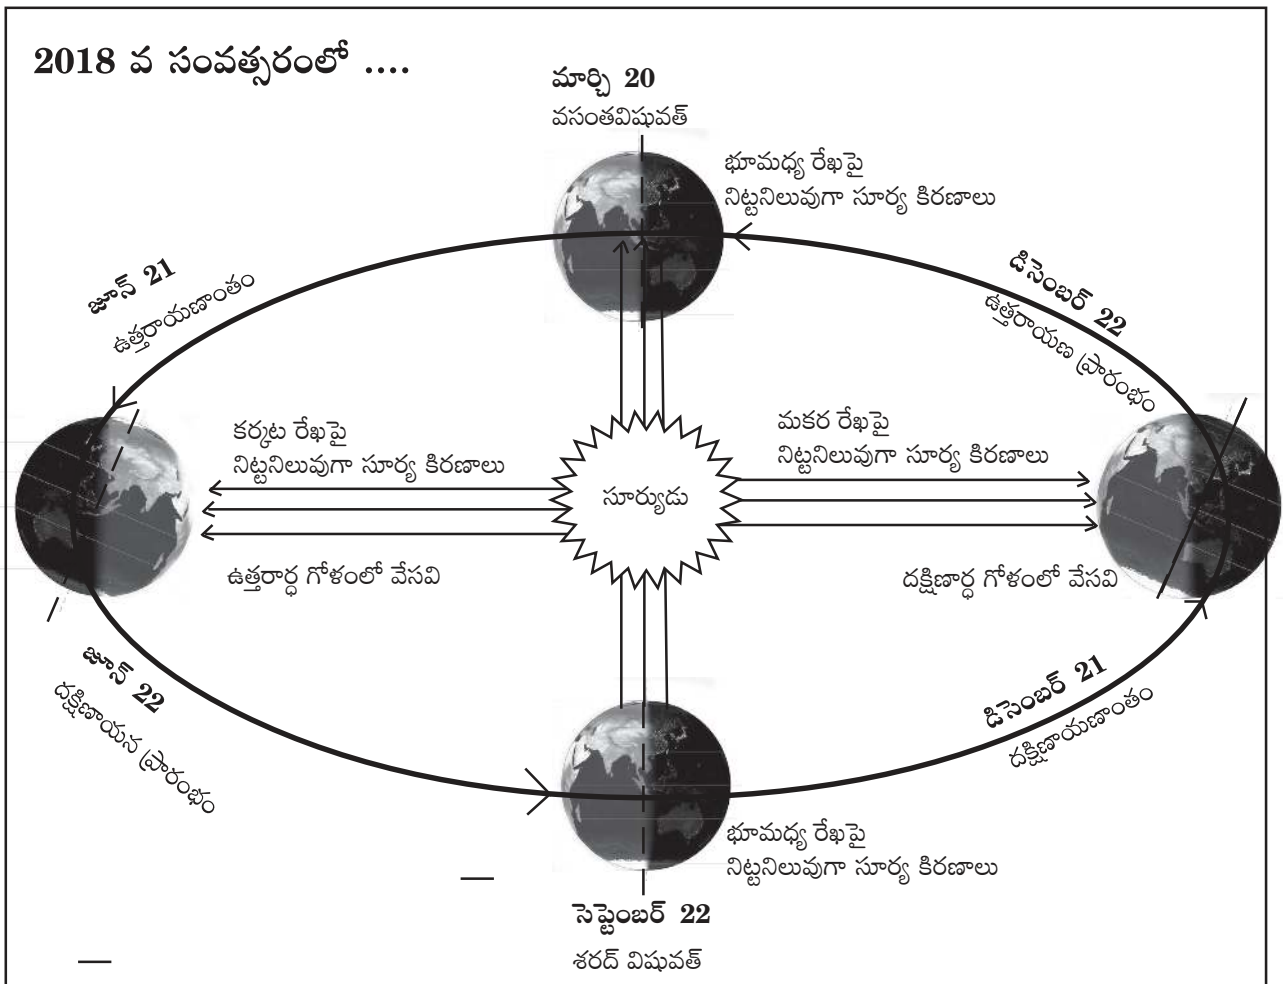 2018 వ సంవత్సరంలో ....
మార్చి 20
వసంతవిషువత్
భూమధ్య రేఖపై
నిట్టనిలువుగా సూర్య కిరణాలు
జూన్ 21
ఉత్తరాయణాంతం
డిసెంబర్ 22
ఉత్తరాయణ ప్రారంభం
కర్కట రేఖపై
నిట్టనిలువుగా సూర్య కిరణాలు
మకర రేఖపై
నిట్టనిలువుగా సూర్య కిరణాలు
సూర్యుడు
ఉత్తరార్ధ గోళంలో వేసవి
దక్షిణార్ధ గోళంలో వేసవి
జూన్ 22
దక్షిణాయన ప్రారంభం
డిసెంబర్ 21
దక్షిణాయణాంతం
భూమధ్య రేఖపై
నిట్టనిలువుగా సూర్య కిరణాలు
సెప్టెంబర్ 22
శరద్ విషువత్